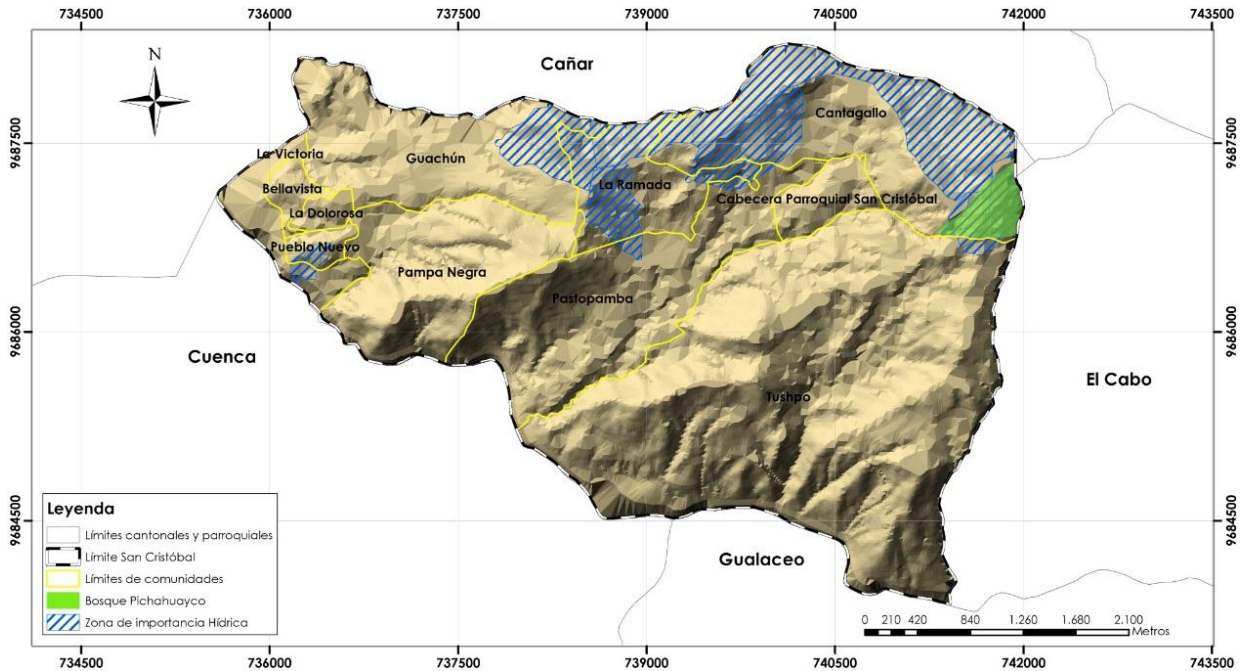 734500 736000 737500 739000 740500 742000 743500
N
Cañar
Cantagallo
9687500
9687500
La Victoria
Guachún
Bellavista
La Ramada
Cabecera Parroquial San Cristóbal
La Dolorosa
Pueblo Nuevo
Pampa Negra
Pastopamba
9686000
9686000
Cuenca
El Cabo
Tushpo
9684500
9684500
Leyenda
Límites cantonales y parroquiales
Límite San Cristóbal
Límites de comunidades
Bosque Pichahuayco
Zona de importancia Hídrica
Gualaceo
0 210 420 840 1.260 1.680 2.100
Metros
734500 736000 737500 739000 740500 742000 743500